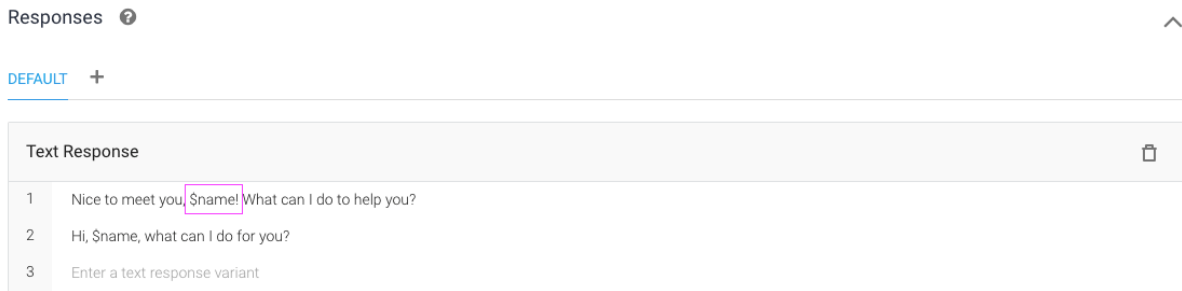 Responses ?
DEFAULT +
Text Response
1 Nice to meet you, $name! What can I do to help you?
2 Hi, $name, what can I do for you?
3 Enter a text response variant